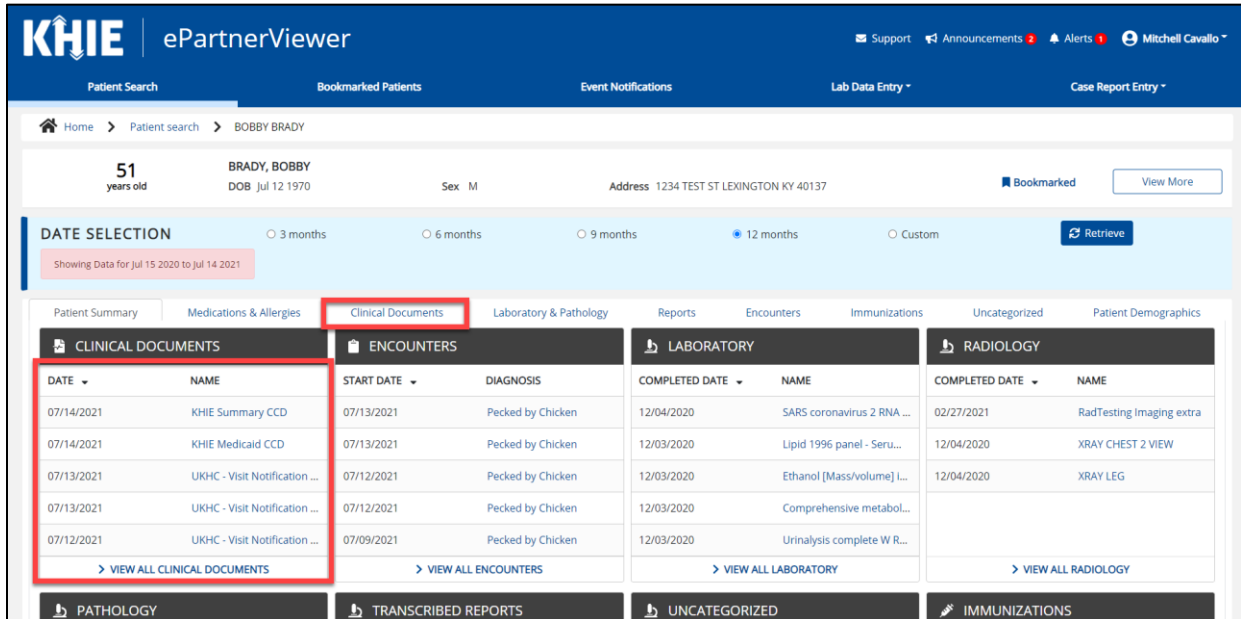 KHIE ePartnerViewer
Support Announcements 2 Alerts 1 Mitchell Cavallo
Patient Search Bookmarked Patients Event Notifications Lab Data Entry Case Report Entry
Home > Patient search > BOBBY BRADY
51 years old
BRADY, BOBBY
DOB Jul 12 1970 Sex M Address 1234 TEST ST LEXINGTON KY 40137
Bookmarked View More
DATE SELECTION 3 months 6 months 9 months 12 months Custom Retrieve
Showing Data for Jul 15 2020 to Jul 14 2021
Patient Summary Medications & Allergies Clinical Documents Laboratory & Pathology Reports Encounters Immunizations Uncategorized Patient Demographics
CLINICAL DOCUMENTS
DATE NAME
07/14/2021 KHIE Summary CCD
07/14/2021 KHIE Medicaid CCD
07/13/2021 UKHC - Visit Notification ...
07/13/2021 UKHC - Visit Notification ...
07/12/2021 UKHC - Visit Notification ...
> VIEW ALL CLINICAL DOCUMENTS
ENCOUNTERS
START DATE DIAGNOSIS
07/13/2021 Pecked by Chicken
07/13/2021 Pecked by Chicken
07/12/2021 Pecked by Chicken
07/12/2021 Pecked by Chicken
07/09/2021 Pecked by Chicken
> VIEW ALL ENCOUNTERS
LABORATORY
COMPLETED DATE NAME
12/04/2020 SARS coronavirus 2 RNA ...
12/03/2020 Lipid 1996 panel - Seru...
12/03/2020 Ethanol [Mass/volume] i...
12/03/2020 Comprehensive metabol...
12/03/2020 Urinalysis complete W R...
> VIEW ALL LABORATORY
RADIOLOGY
COMPLETED DATE NAME
02/27/2021 RadTesting Imaging extra
12/04/2020 XRAY CHEST 2 VIEW
12/04/2020 XRAY LEG
> VIEW ALL RADIOLOGY
PATHOLOGY
TRANSCRIBED REPORTS
UNCATEGORIZED
IMMUNIZATIONS